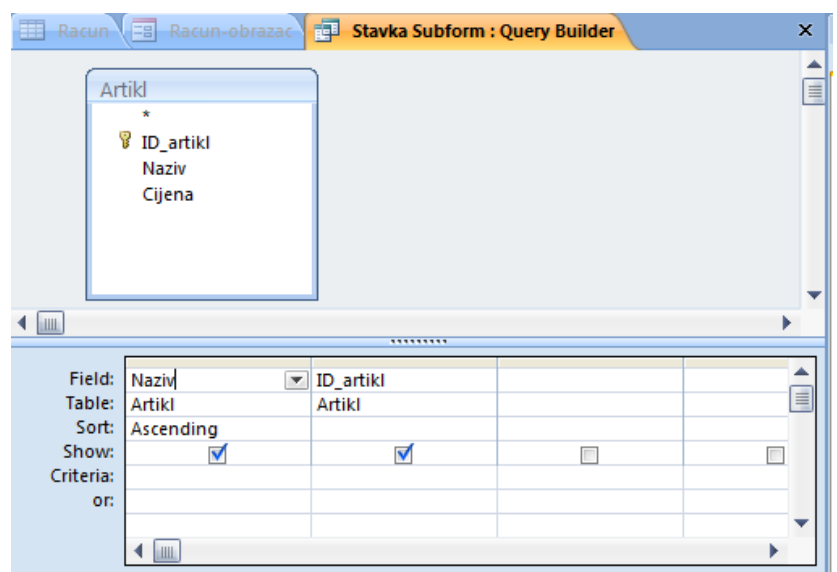 Racun Racun-obrazac Stavka Subform : Query Builder
Artikl
*
ID_artikl
Naziv
Cijena
Field: Naziv ID_artikl
Table: Artikl Artikl
Sort: Ascending
Show:
Criteria:
or: